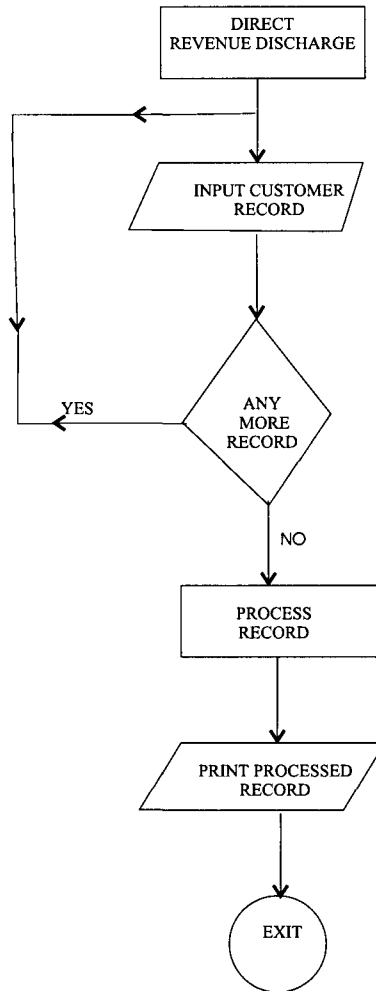 DIRECT
REVENUE DISCHARGE
INPUT CUSTOMER
RECORD
ANY
MORE
RECORD
YES
NO
PROCESS
RECORD
PRINT PROCESSED
RECORD
EXIT